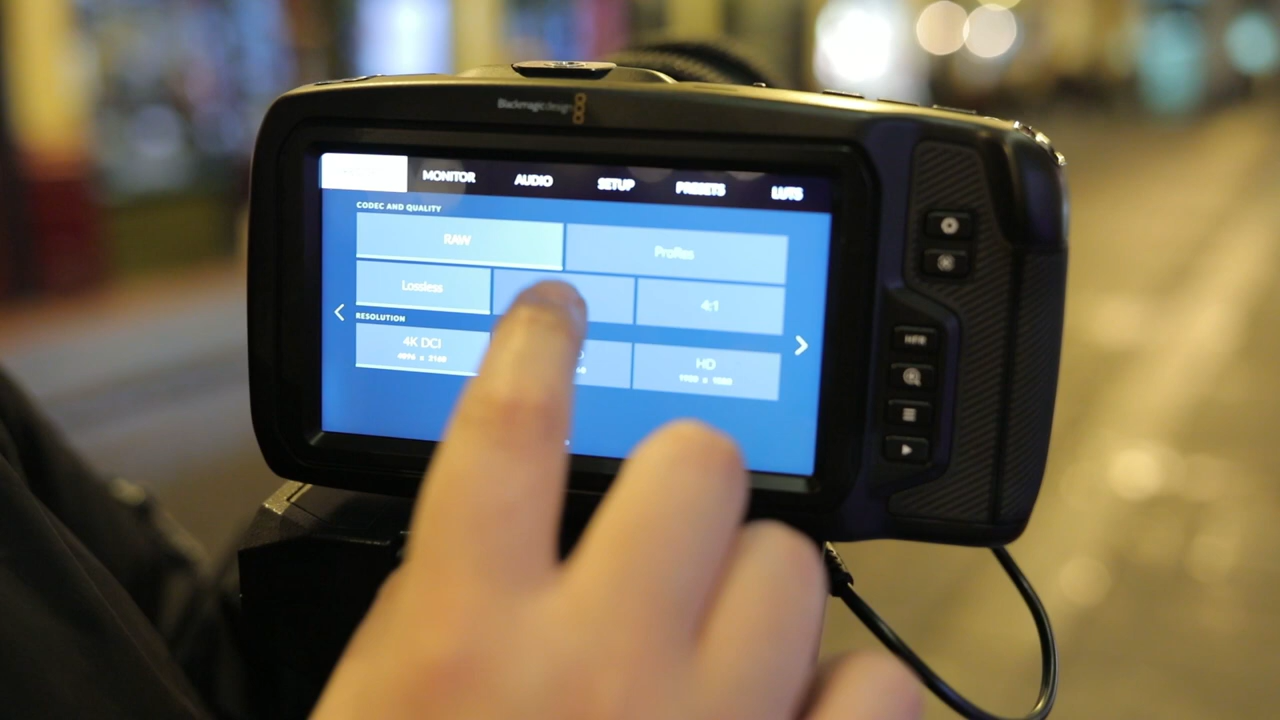 Blackmagicdesign
MONITOR AUDIO SETUP PRESETS LUTS
CODEC AND QUALITY
RAW ProRes
Lossless 4:1
RESOLUTION
4K DCI HD
4096 x 2160 1920 x 1080
HFR